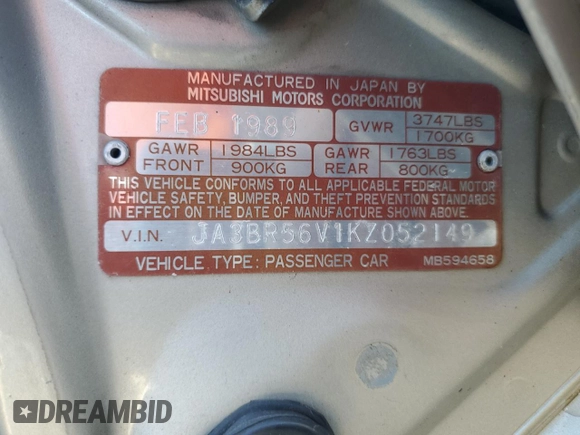 MANUFACTURED IN JAPAN BY
MITSUBISHI MOTORS CORPORATION
FEB 1989
GVWR 3747LBS
1700KG
GAWR FRONT 1984LBS
900KG
GAWR REAR 1763LBS
800KG
THIS VEHICLE CONFORMS TO ALL APPLICABLE FEDERAL MOTOR
VEHICLE SAFETY, BUMPER, AND THEFT PREVENTION STANDARDS
IN EFFECT ON THE DATE OF MANUFACTURE SHOWN ABOVE.
V.I.N. JA3BR56V1KZ052149
VEHICLE TYPE: PASSENGER CAR MB594658
DREAMBID